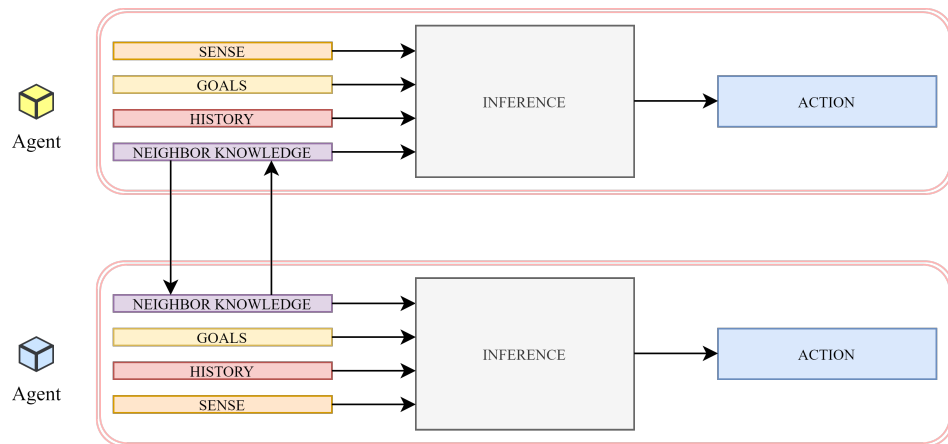 SENSE
GOALS
HISTORY
NEIGHBOR KNOWLEDGE
INFERENCE
ACTION
Agent
NEIGHBOR KNOWLEDGE
GOALS
HISTORY
SENSE
INFERENCE
ACTION
Agent